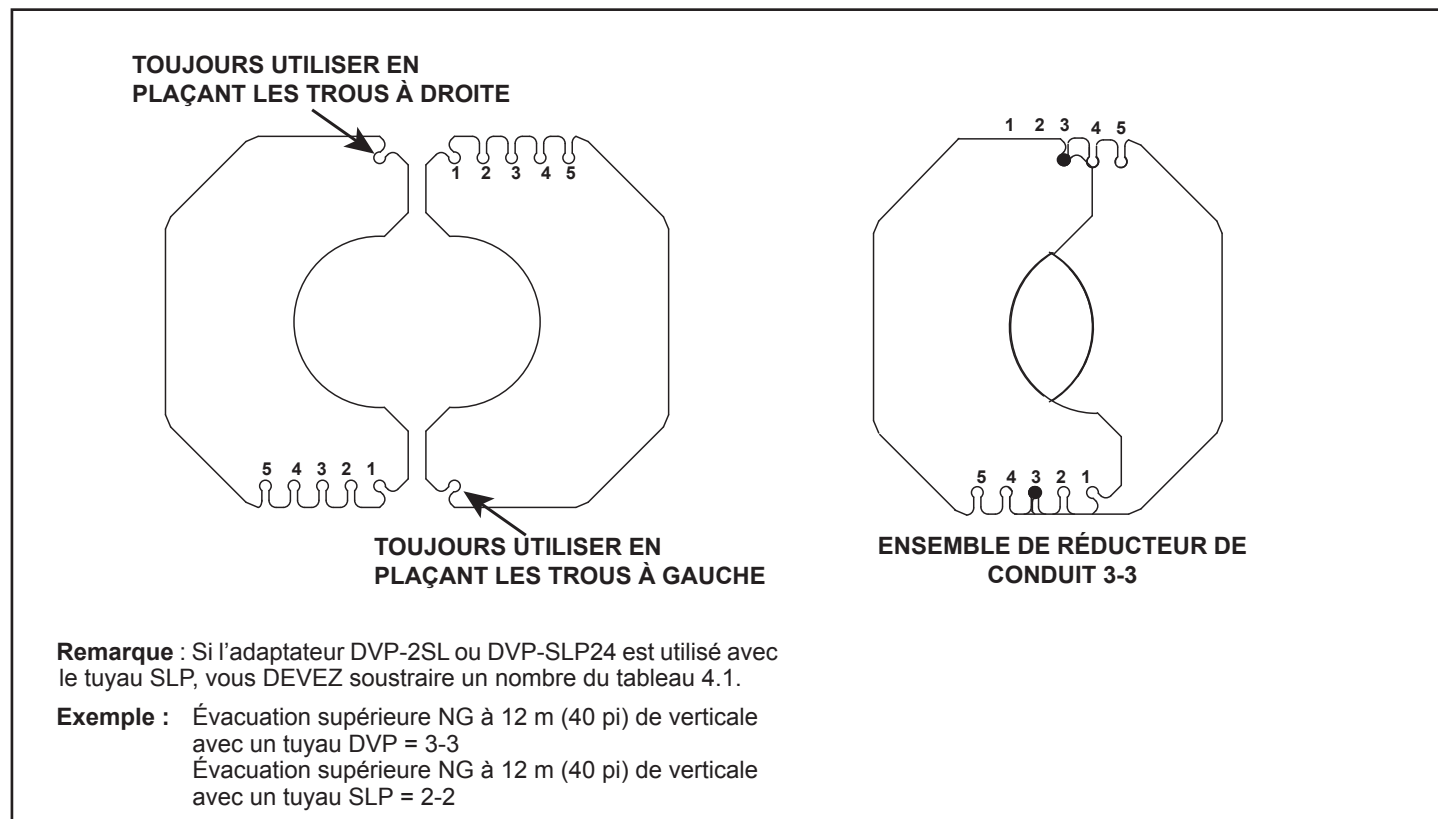 TOUJOURS UTILISER EN
PLAÇANT LES TROUS À DROITE
1 2 3 4 5
1 2 3 4 5
5 4 3 2 1
5 4 3 2 1
TOUJOURS UTILISER EN
PLAÇANT LES TROUS À GAUCHE
ENSEMBLE DE RÉDUCTEUR DE
CONDUIT 3-3
Remarque : Si l’adaptateur DVP-2SL ou DVP-SLP24 est utilisé avec
le tuyau SLP, vous DEVEZ soustraire un nombre du tableau 4.1.
Exemple : Évacuation supérieure NG à 12 m (40 pi) de verticale
avec un tuyau DVP = 3-3
Évacuation supérieure NG à 12 m (40 pi) de verticale
avec un tuyau SLP = 2-2